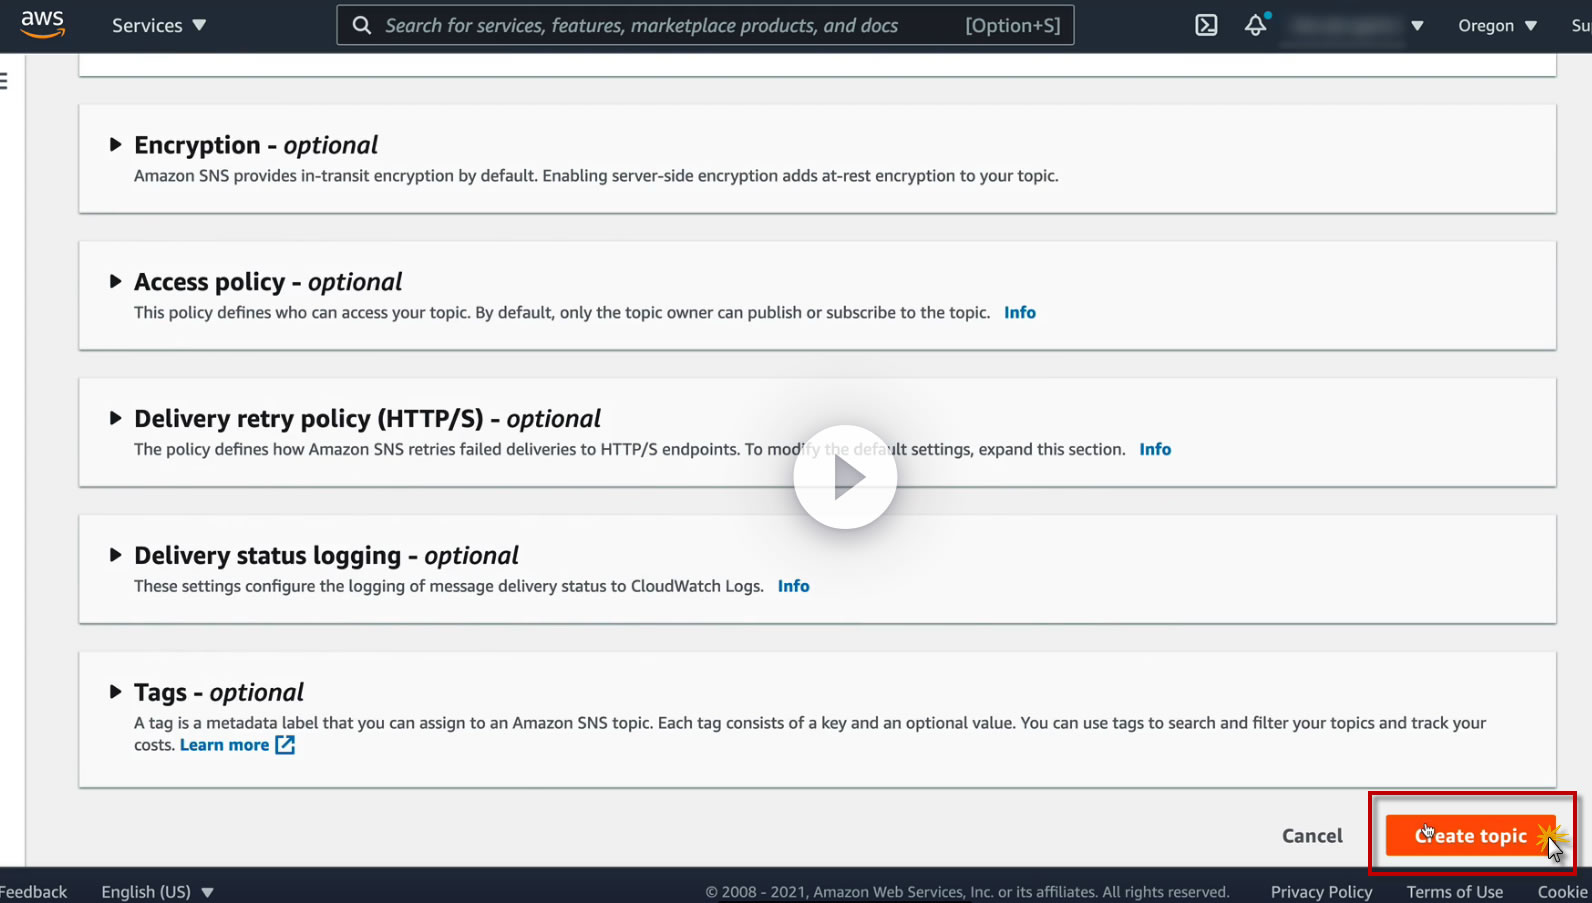 aws
Services
Search for services, features, marketplace products, and docs
[Option+S]
Oregon
Encryption - optional
Amazon SNS provides in-transit encryption by default. Enabling server-side encryption adds at-rest encryption to your topic.
Access policy - optional
This policy defines who can access your topic. By default, only the topic owner can publish or subscribe to the topic. Info
Delivery retry policy (HTTP/S) - optional
The policy defines how Amazon SNS retries failed deliveries to HTTP/S endpoints. To modify the default settings, expand this section. Info
Delivery status logging - optional
These settings configure the logging of message delivery status to CloudWatch Logs. Info
Tags - optional
A tag is a metadata label that you can assign to an Amazon SNS topic. Each tag consists of a key and an optional value. You can use tags to search and filter your topics and track your
costs. Learn more
Cancel
Create topic
Feedback
English (US)
© 2008 - 2021, Amazon Web Services, Inc. or its affiliates. All rights reserved.
Privacy Policy
Terms of Use
Cookie